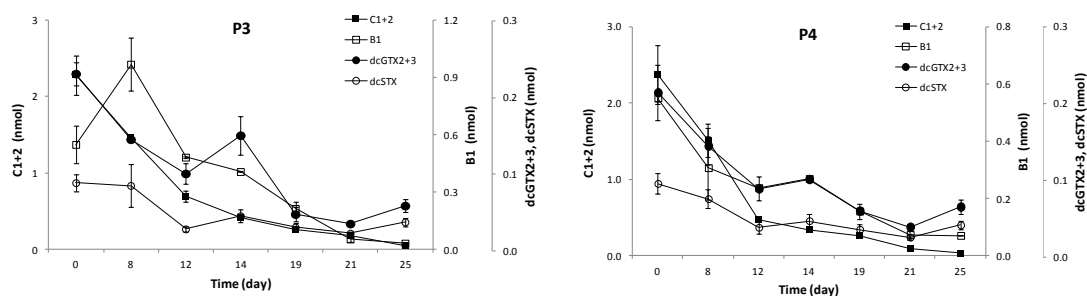 P3
C1+2
B1
dcGTX2+3
dcSTX
3
2
1
0
C1+2 (nmol)
1.2
0.9
0.6
0.3
0.0
B1 (nmol)
0.3
0.2
0.1
0.0
dcGTX2+3, dcSTX (nmol)
0 8 12 14 19 21 25
Time (day)
P4
C1+2
B1
dcGTX2+3
dcSTX
3.0
2.0
1.0
0.0
C1+2 (nmol)
0.8
0.6
0.4
0.2
0.0
B1 (nmol)
0.3
0.2
0.1
0.0
dcGTX2+3, dcSTX (nmol)
0 8 12 14 19 21 25
Time (day)